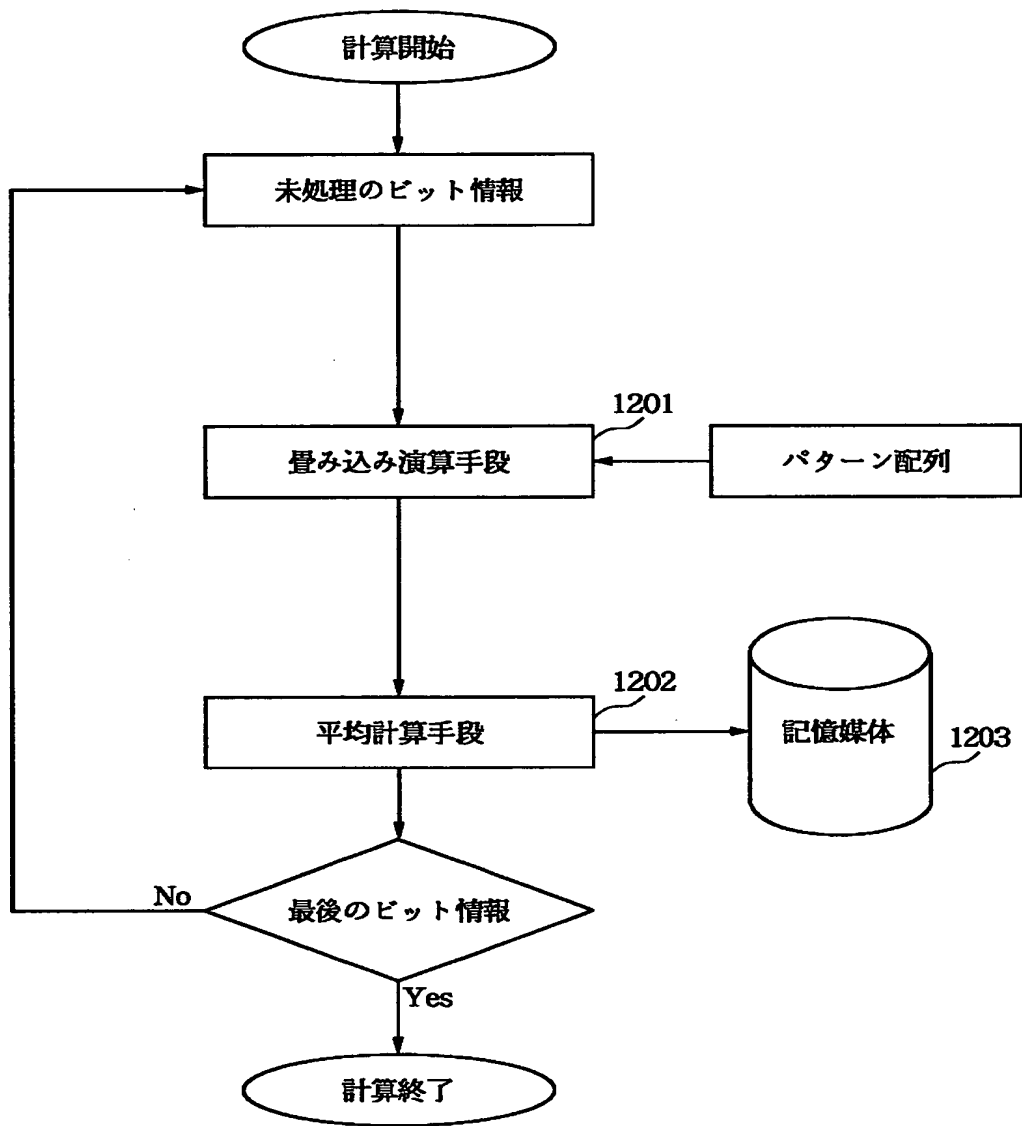 計算開始
未処理のビット情報
1201
畳み込み演算手段
パターン配列
1202
平均計算手段
記憶媒体
1203
No
最後のビット情報
Yes
計算終了